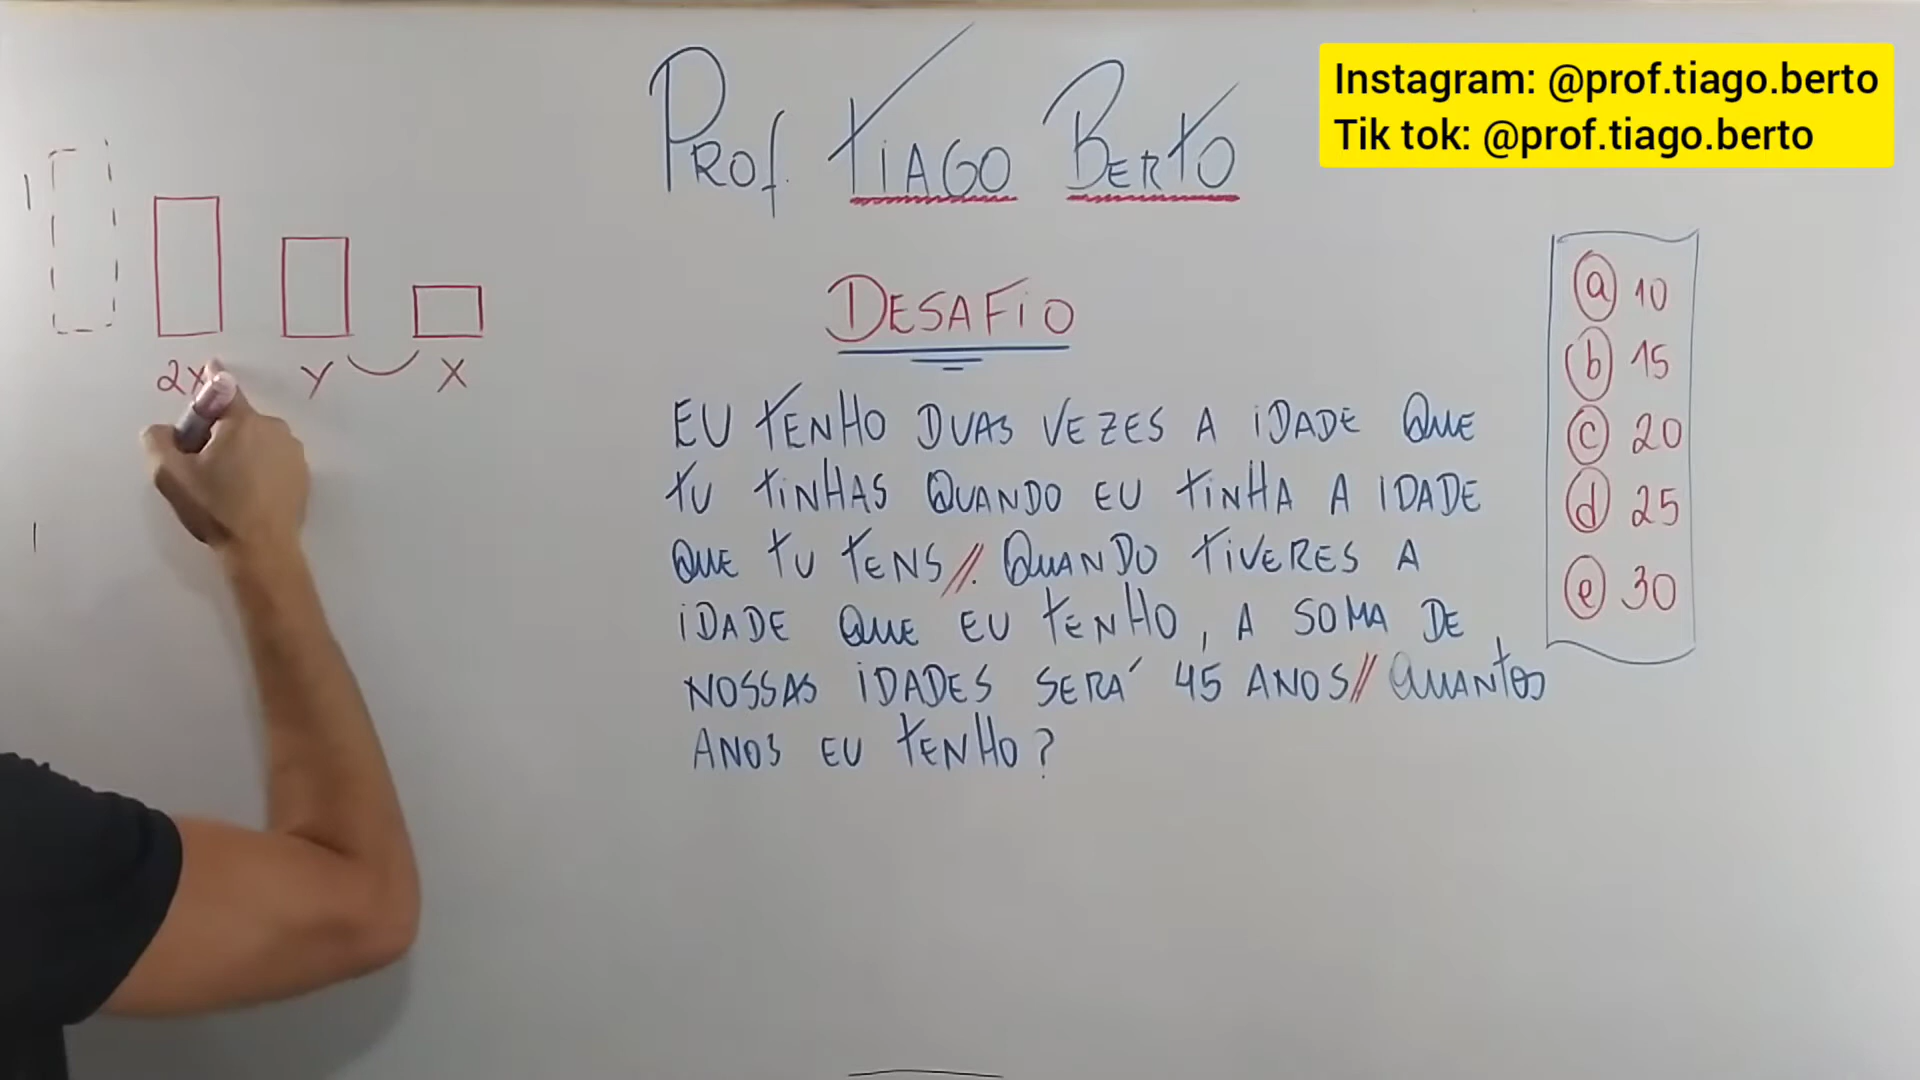 Instagram: @prof.tiago.berto
Tik tok: @prof.tiago.berto
PROF. TIAGO BERTO
DESAFIO
EU TENHO DUAS VEZES A IDADE QUE
TU TINHAS QUANDO EU TINHA A IDADE
QUE TU TENS//. QUANDO TIVERES A
IDADE QUE EU TENHO, A SOMA DE
NOSSAS IDADES SERÁ 45 ANOS// QUANTOS
ANOS EU TENHO?
a 10
b 15
c 20
d 25
e 30
2X Y X